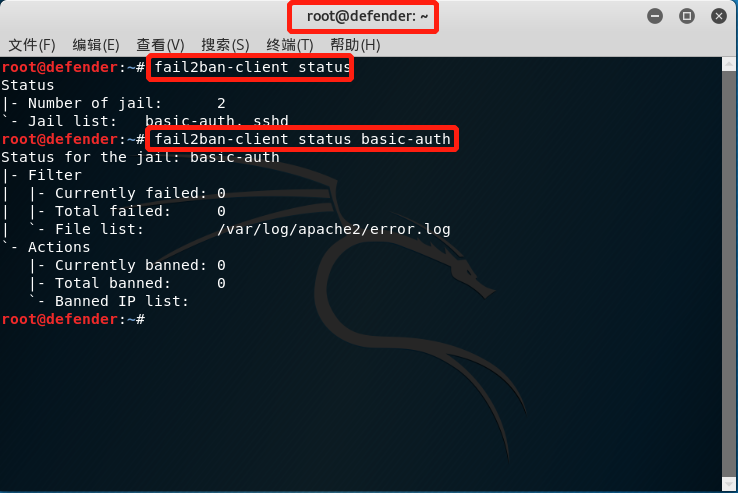 root@defender: ~
文件(F) 编辑(E) 查看(V) 搜索(S) 终端(T) 帮助(H)
root@defender:~# fail2ban-client status
Status
|- Number of jail:      2
`- Jail list:   basic-auth, sshd
root@defender:~# fail2ban-client status basic-auth
Status for the jail: basic-auth
|- Filter
|  |- Currently failed: 0
|  |- Total failed:     0
|  `- File list:        /var/log/apache2/error.log
`- Actions
   |- Currently banned: 0
   |- Total banned:     0
   `- Banned IP list:
root@defender:~#